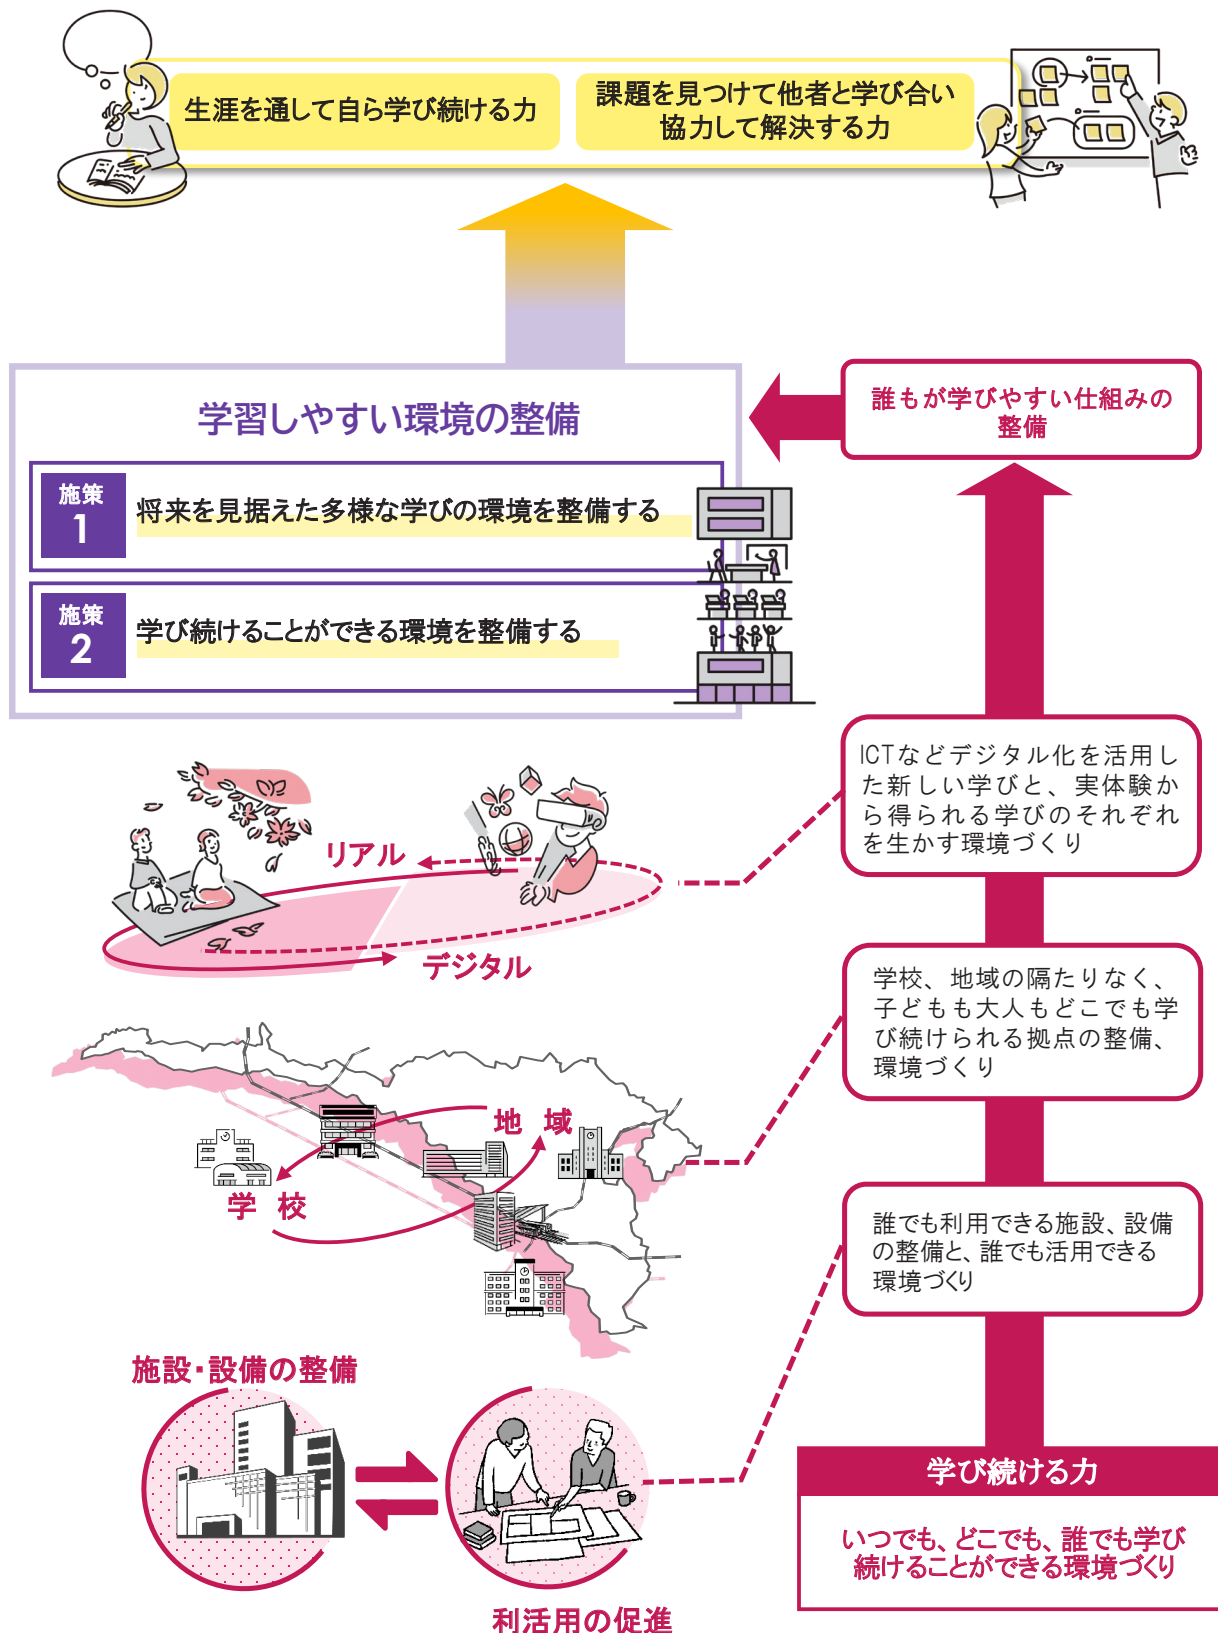 生涯を通して自ら学び続ける力
課題を見つけて他者と学び合い
協力して解決する力
学習しやすい環境の整備
施策
1
将来を見据えた多様な学びの環境を整備する
施策
2
学び続けることができる環境を整備する
誰もが学びやすい仕組みの
整備
ICTなどデジタル化を活用し
た新しい学びと、実体験か
ら得られる学びのそれぞれ
を生かす環境づくり
リアル
デジタル
学校、地域の隔たりなく、
子どもも大人もどこでも学
び続けられる拠点の整備、
環境づくり
地 域
学 校
誰でも利用できる施設、設備
の整備と、誰でも活用できる
環境づくり
施設・設備の整備
利活用の促進
学び続ける力
いつでも、どこでも、誰でも学び
続けることができる環境づくり